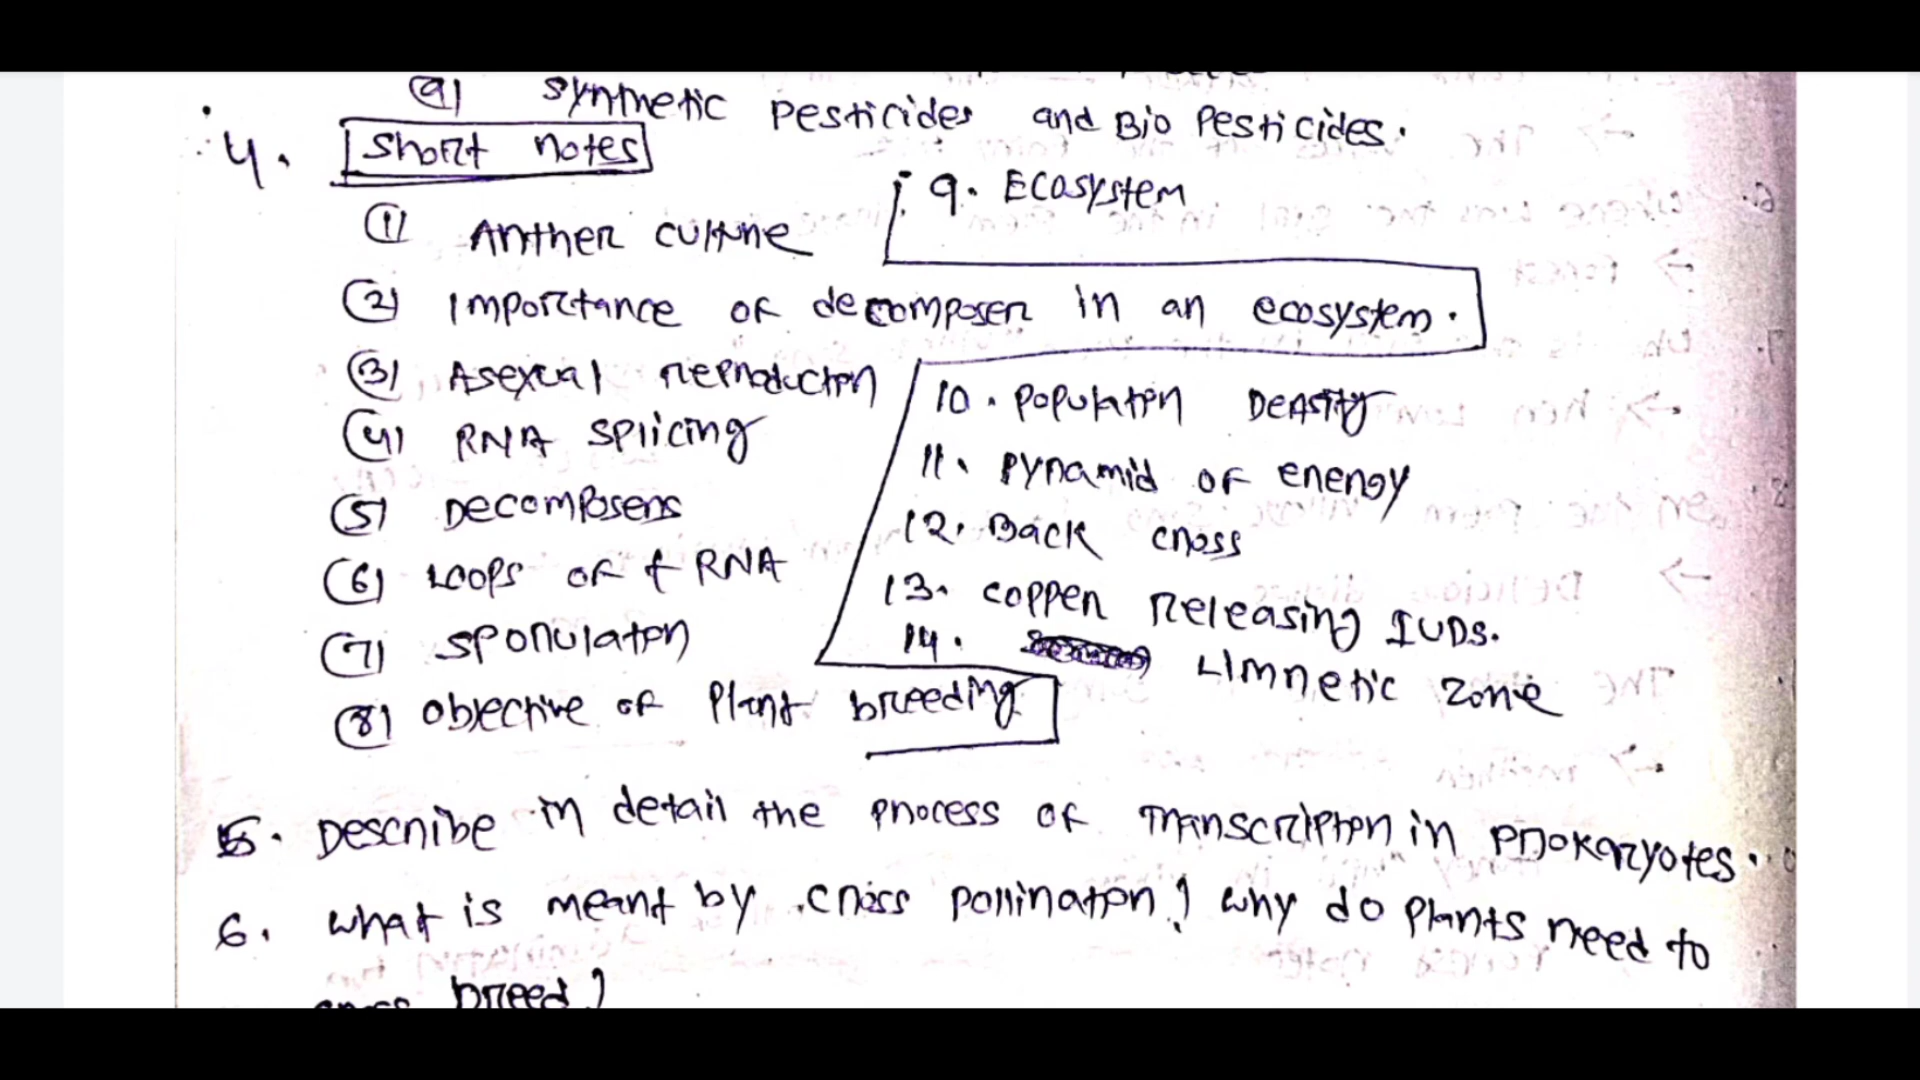 9) Synthetic Pesticides and Bio Pesticides.
4. Short notes
1) Anther culture
2) Importance of decomposer in an ecosystem.
3) Asexual reproduction
4) RNA splicing
5) Decomposers
6) Loops of tRNA
7) Sporulation
8) Objective of Plant breeding
9. Ecosystem
10. Population Density
11. Pyramid of energy
12. Back cross
13. Copper Releasing IUDs.
14. Limnetic Zone
5. Describe in detail the process of Transcription in Prokaryotes.
6. What is meant by cross pollination? Why do Plants need to
cross breed?